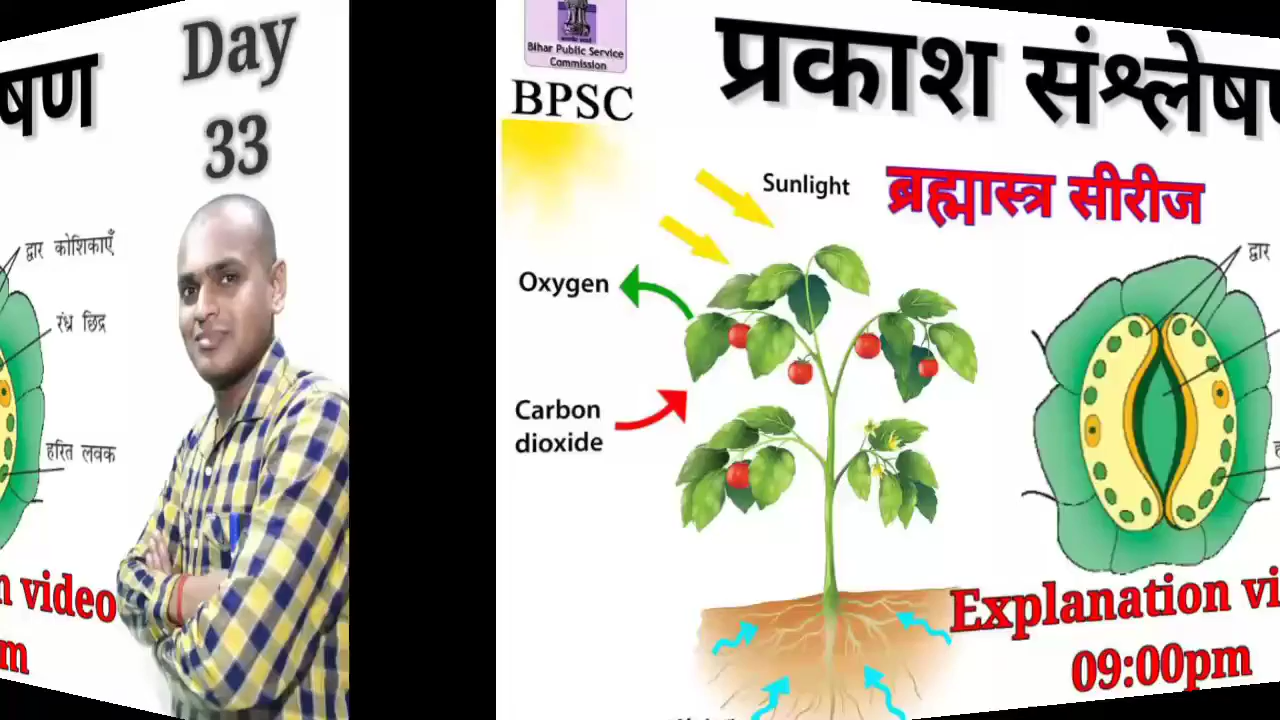 षण
Day
33
द्वार कोशिकाएँ
रंध्र छिद्र
हरित लवक
video
m
Bihar Public Service
Commission
BPSC
प्रकाश संश्लेषण
ब्रह्मास्त्र सीरीज
Sunlight
Oxygen
Carbon
dioxide
द्वार
Explanation vi
09:00pm